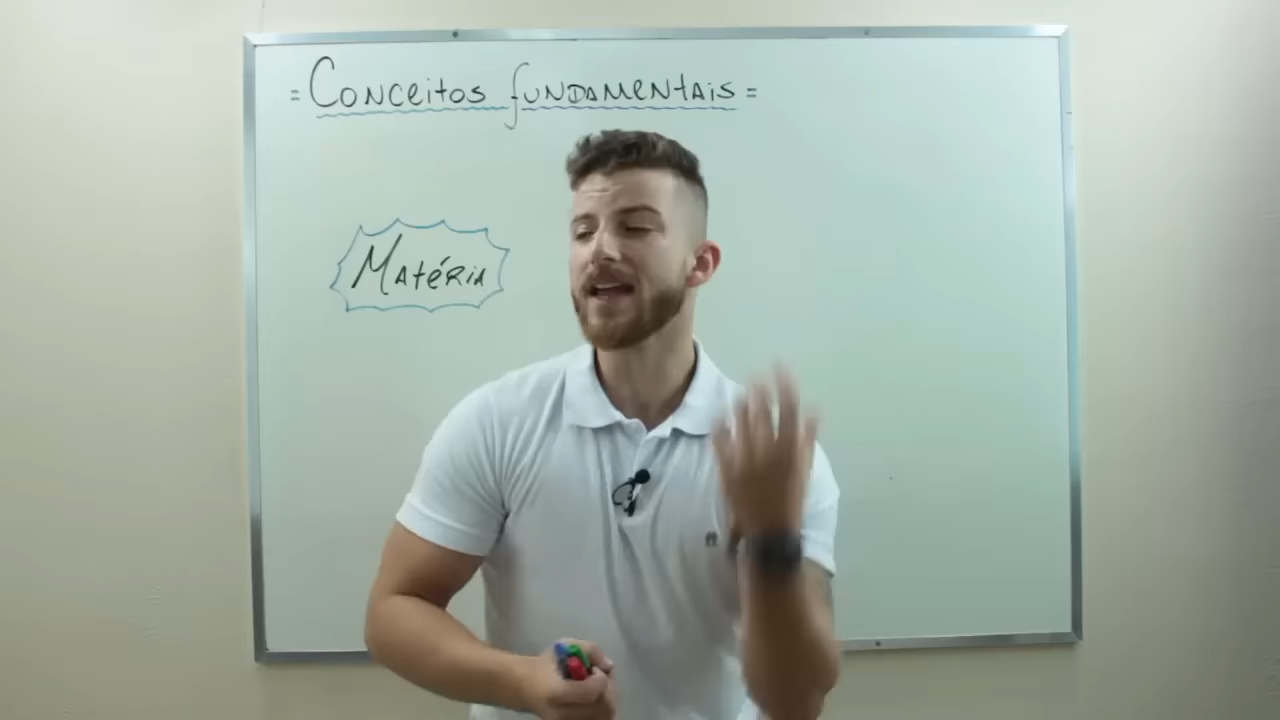 = Conceitos fundamentais =
Matéria